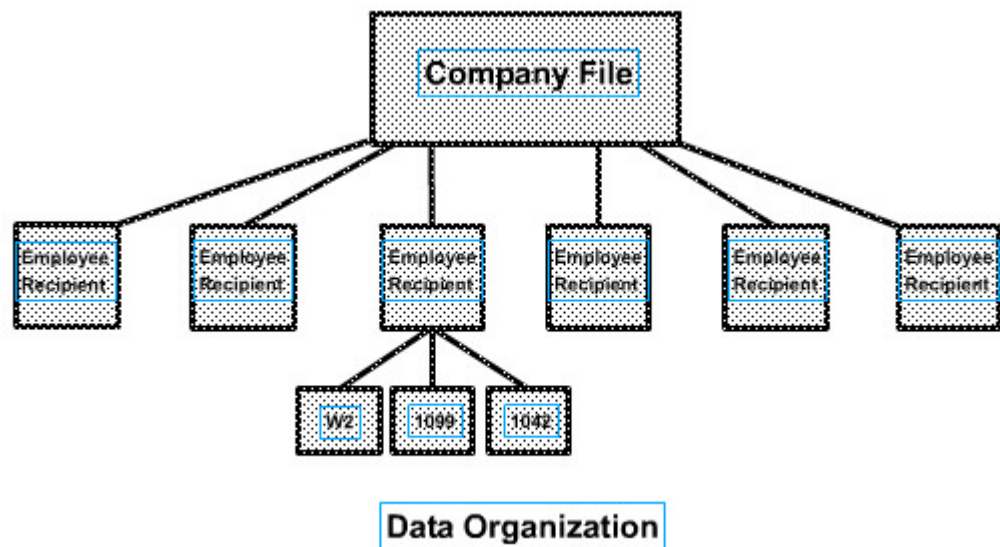 Company File
Employee
Recipient
Employee
Recipient
Employee
Recipient
Employee
Recipient
Employee
Recipient
Employee
Recipient
W2
1099
1042
Data Organization